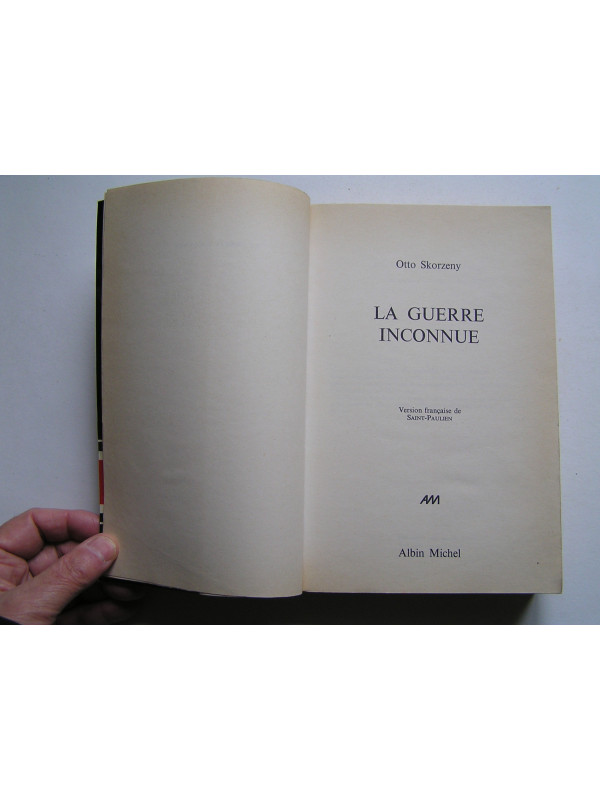 Otto Skorzeny
LA GUERRE
INCONNUE
Version française de
SAINT-PAULIEN
AM
Albin Michel